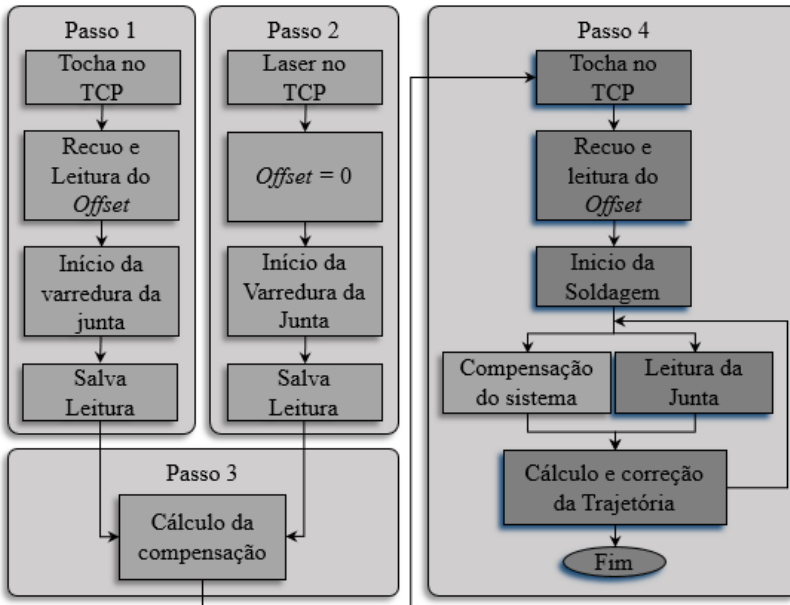 Passo 1
Tocha no
TCP
Recuo e
Leitura do
Offset
Início da
varredura da
junta
Salva
Leitura
Passo 2
Laser no
TCP
Offset = 0
Início da
Varredura da
Junta
Salva
Leitura
Passo 3
Cálculo da
compensação
Passo 4
Tocha no
TCP
Recuo e
leitura do
Offset
Inicio da
Soldagem
Compensação
do sistema
Leitura da
Junta
Cálculo e correção
da Trajetória
Fim